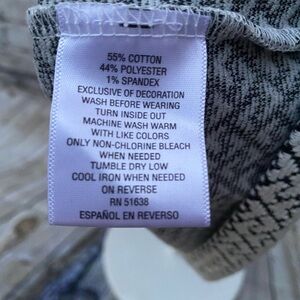 55% COTTON
44% POLYESTER
1% SPANDEX
EXCLUSIVE OF DECORATION
WASH BEFORE WEARING
TURN INSIDE OUT
MACHINE WASH WARM
WITH LIKE COLORS
ONLY NON-CHLORINE BLEACH
WHEN NEEDED
TUMBLE DRY LOW
COOL IRON WHEN NEEDED
ON REVERSE
RN 51638
ESPAÑOL EN REVERSO